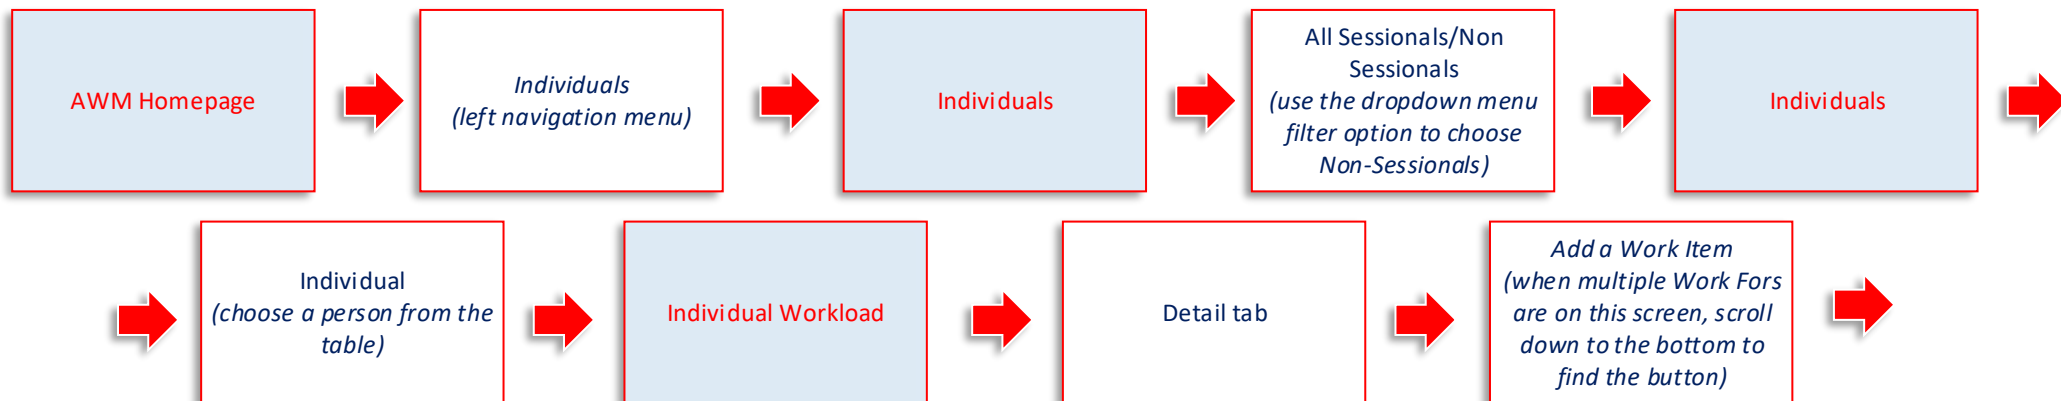 AWM Homepage
Individuals
(left navigation menu)
Individuals
All Sessionals/Non
Sessionals
(use the dropdown menu
filter option to choose
Non-Sessionals)
Individuals
Individual
(choose a person from the
table)
Individual Workload
Detail tab
Add a Work Item
(when multiple Work Fors
are on this screen, scroll
down to the bottom to
find the button)